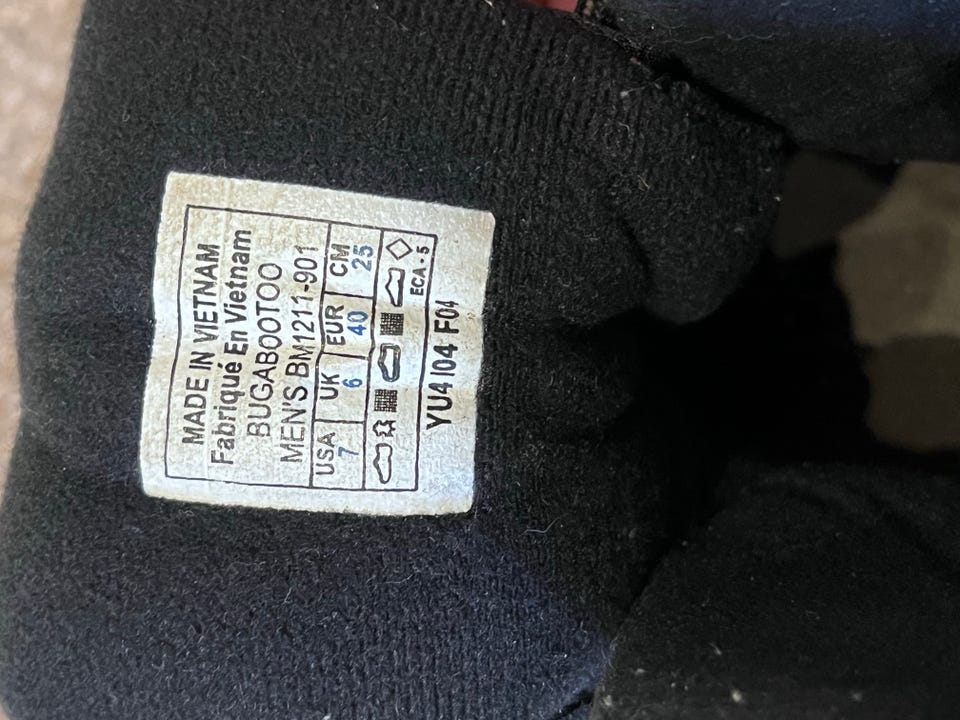 MADE IN VIETNAM
Fabriqué En Vietnam
BUGABOOTOO
MEN'S BM1211-901
USA UK EUR CM
7 6 40 25
ECA-5
YU4I04 F04